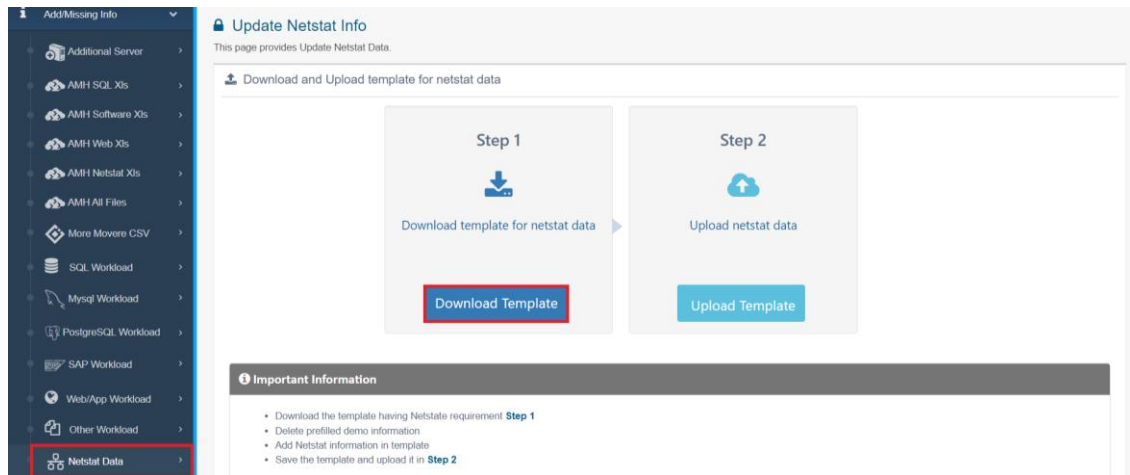 Add/Missing Info
Additional Server
AMH SQL Xls
AMH Software Xls
AMH Web Xls
AMH Netstat Xls
AMH All Files
More Movere CSV
SQL Workload
Mysql Workload
PostgreSQL Workload
SAP Workload
Web/App Workload
Other Workload
Netstat Data
Update Netstat Info
This page provides Update Netstat Data.
Download and Upload template for netstat data
Step 1
Download template for netstat data
Download Template
Step 2
Upload netstat data
Upload Template
Important Information
• Download the template having Netstate requirement Step 1
• Delete prefilled demo information
• Add Netstat information in template
• Save the template and upload it in Step 2